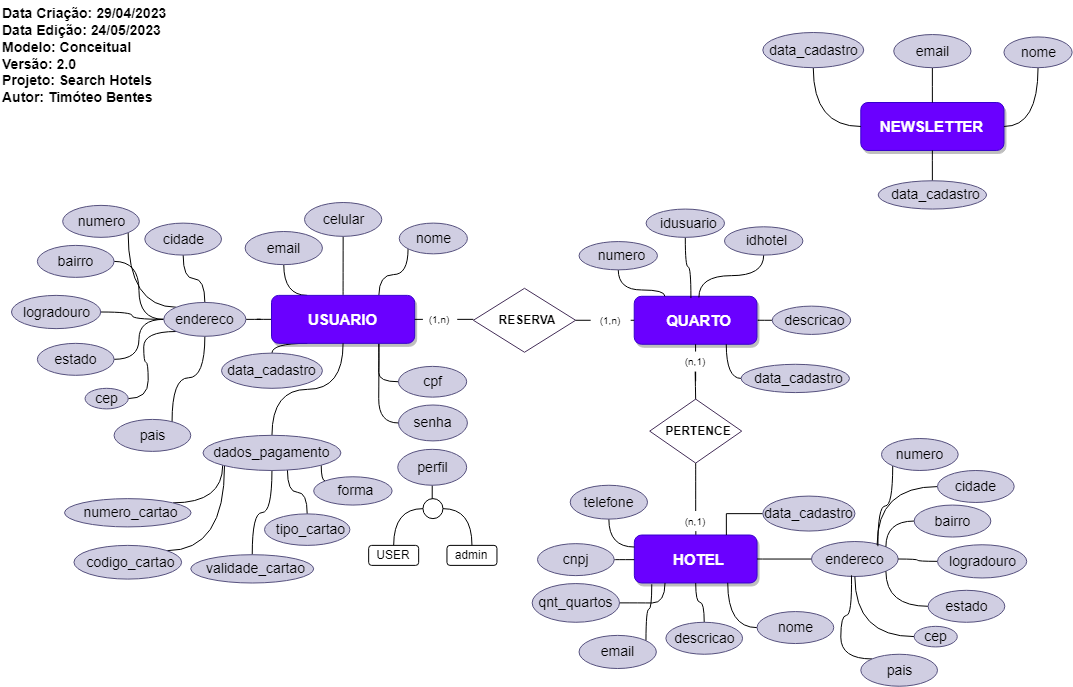 Data Criação: 29/04/2023
Data Edição: 24/05/2023
Modelo: Conceitual
Versão: 2.0
Projeto: Search Hotels
Autor: Timóteo Bentes
data_cadastro
email
nome
NEWSLETTER
data_cadastro
numero
cidade
bairro
logradouro
endereco
estado
cep
pais
email
celular
nome
USUARIO
data_cadastro
cpf
senha
dados_pagamento
perfil
numero_cartao
codigo_cartao
validade_cartao
tipo_cartao
forma
USER
admin
(1,n)
RESERVA
(1,n)
numero
idusuario
idhotel
QUARTO
descricao
data_cadastro
(n,1)
PERTENCE
(n,1)
telefone
data_cadastro
cnpj
HOTEL
qnt_quartos
email
descricao
nome
endereco
numero
cidade
bairro
logradouro
estado
cep
pais